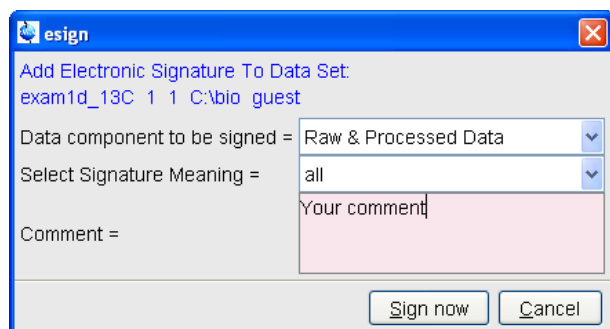 esign
Add Electronic Signature To Data Set:
exam1d_13C 1 1 C:\bio guest
Data component to be signed = Raw & Processed Data
Select Signature Meaning = all
Your comment
Comment =
Sign now Cancel